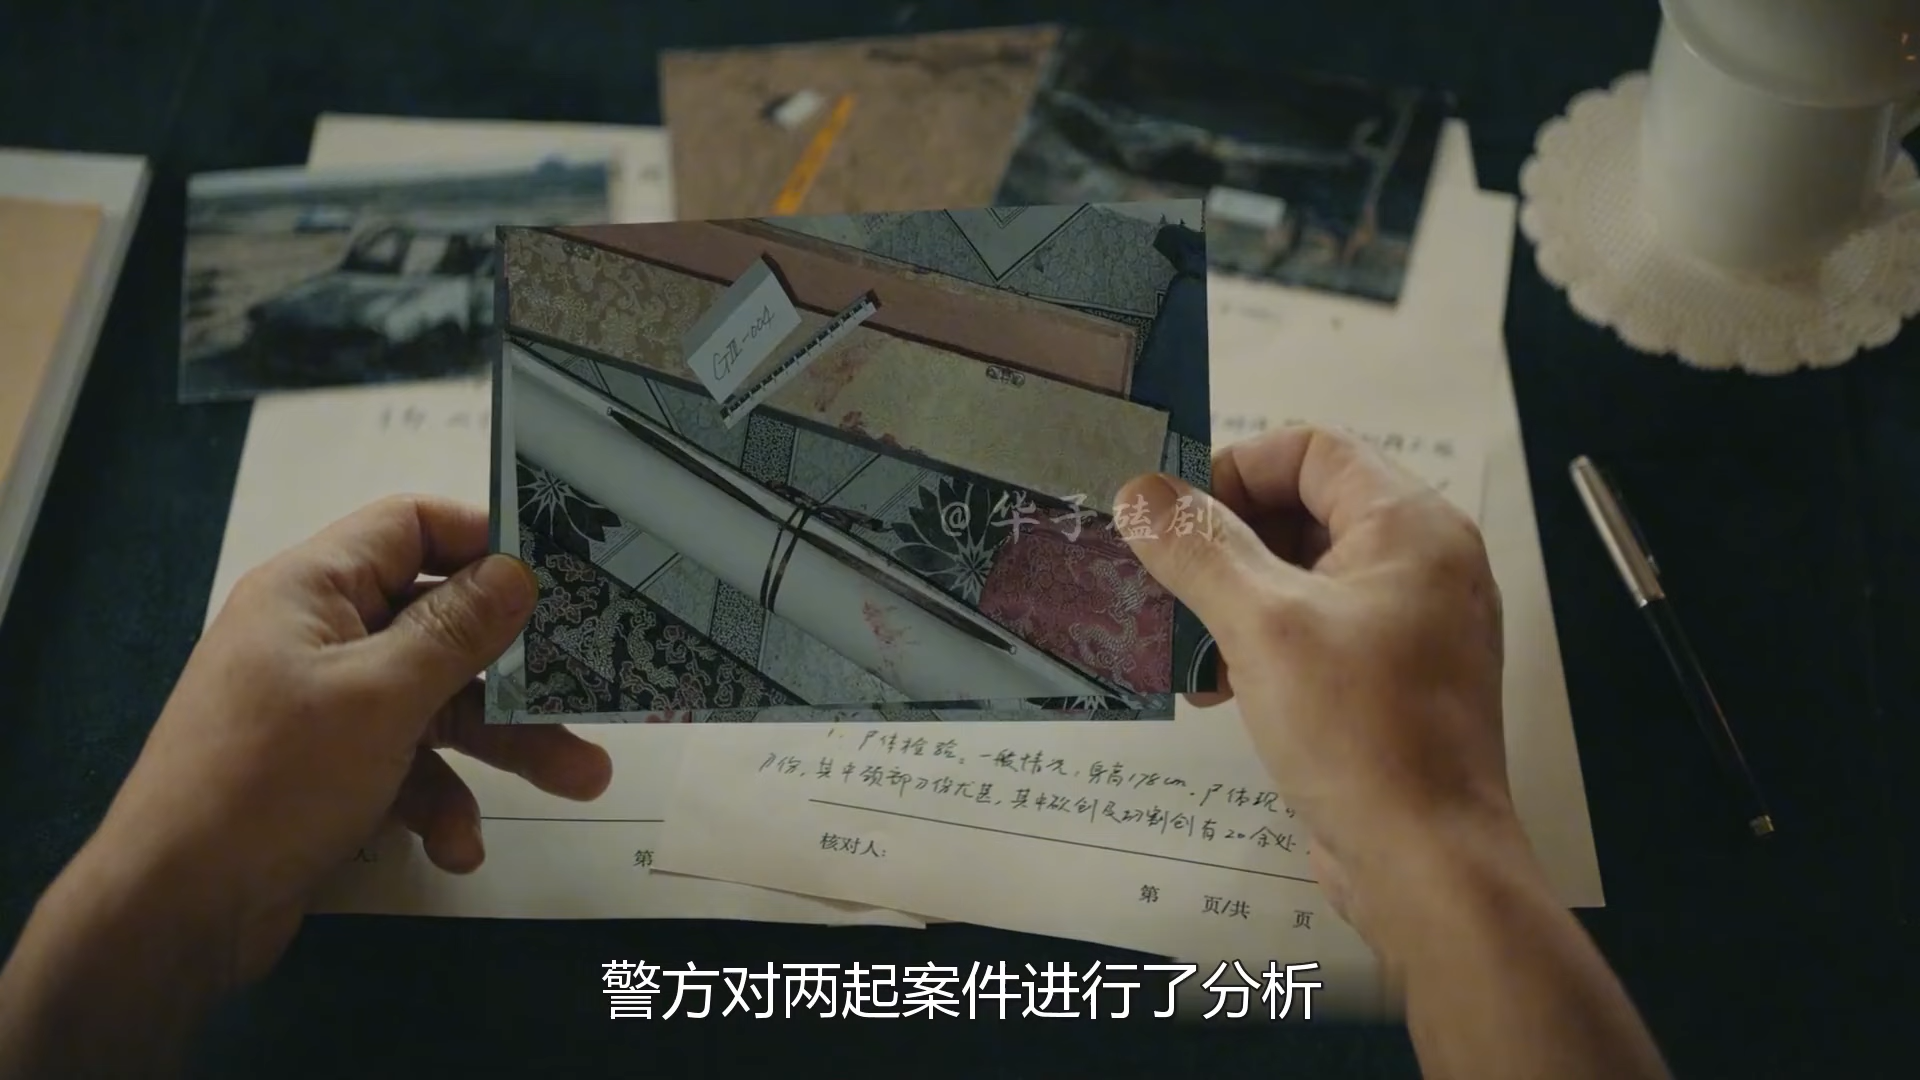 GII-004
@华子磕剧
1. 尸体检验。一般情况,身高178cm。尸体现
刀伤,其中颈部刀伤尤甚,其中砍创及切割创有20余处,
人:
第
核对人:
第 页/共 页
警方对两起案件进行了分析